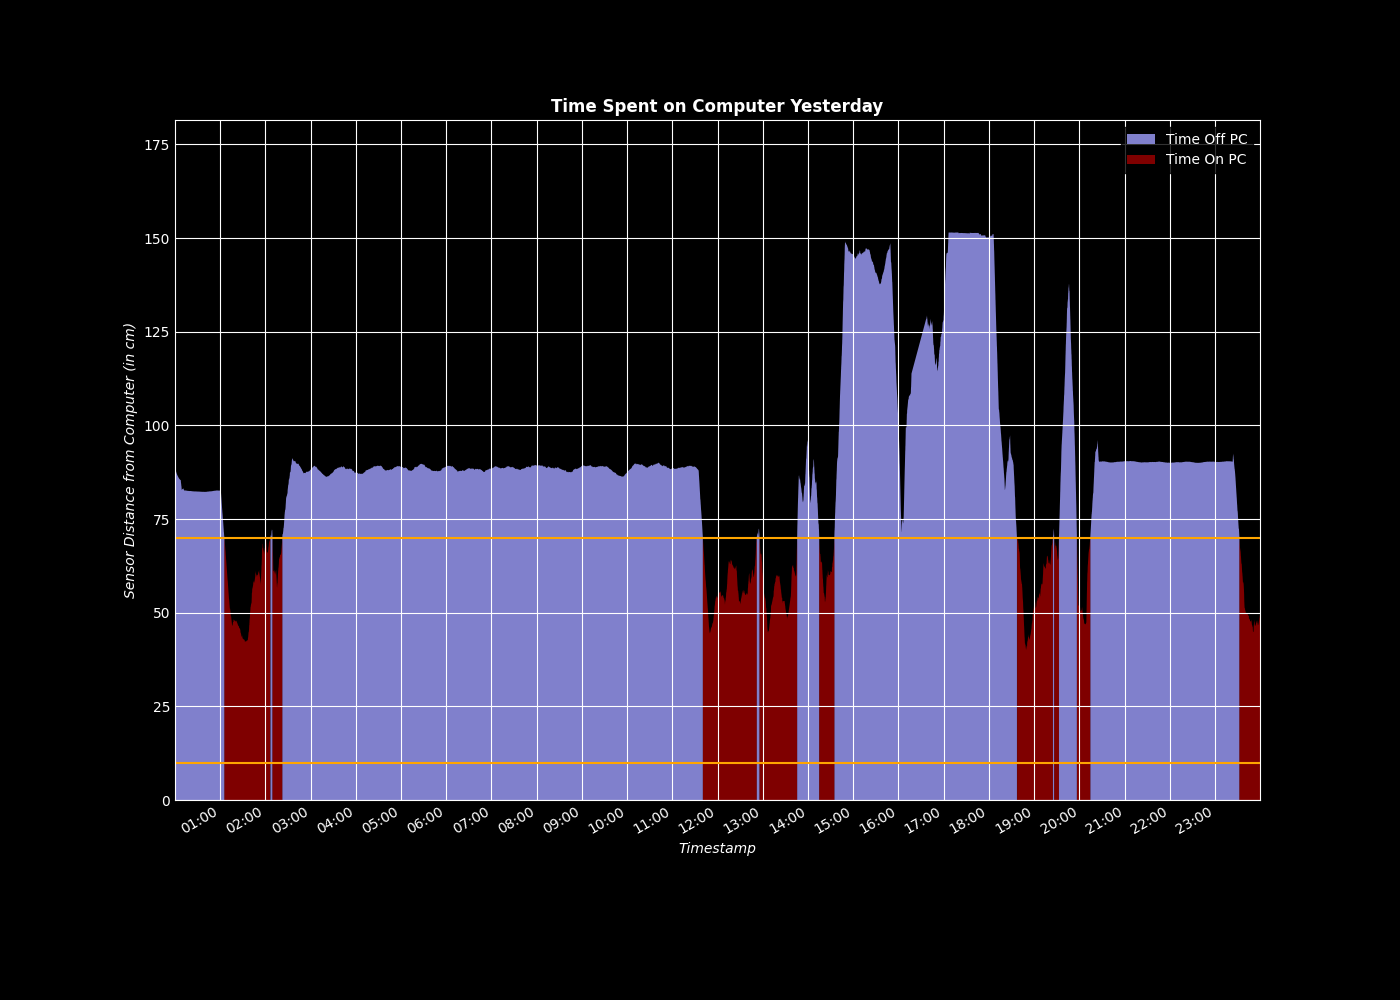 Time Spent on Computer Yesterday
Time Off PC
Time On PC
175
150
125
100
75
50
25
0
Sensor Distance from Computer (in cm)
01:00 02:00 03:00 04:00 05:00 06:00 07:00 08:00 09:00 10:00 11:00 12:00 13:00 14:00 15:00 16:00 17:00 18:00 19:00 20:00 21:00 22:00 23:00
Timestamp